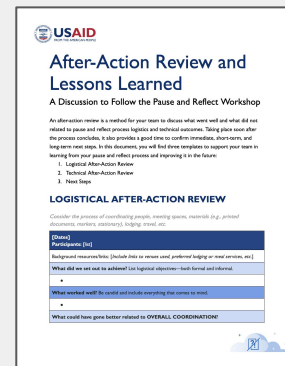 USAID
FROM THE AMERICAN PEOPLE
After-Action Review and
Lessons Learned
A Discussion to Follow the Pause and Reflect Workshop
An after-action review is a method for your team to discuss what went well and what did not
related to pause and reflect process logistics and technical outcomes. Taking place soon after
the process concludes, it also provides a good time to confirm immediate, short-term, and
long-term next steps. In this document, you will find three templates to support your team in
learning from your pause and reflect process and improving it in the future:
1. Logistical After-Action Review
2. Technical After-Action Review
3. Next Steps
LOGISTICAL AFTER-ACTION REVIEW
Consider the process of coordinating people, meeting spaces, materials (e.g., printed
documents, markers, stationary), lodging, travel, etc.
[Dates]
Participants: [list]
Background resources/links: [Include links to venues used, preferred lodging or meal services, etc.]
What did we set out to achieve? List logistical objectives—both formal and informal.
•
What worked well? Be candid and include everything that comes to mind.
•
What could have gone better related to OVERALL COORDINATION?